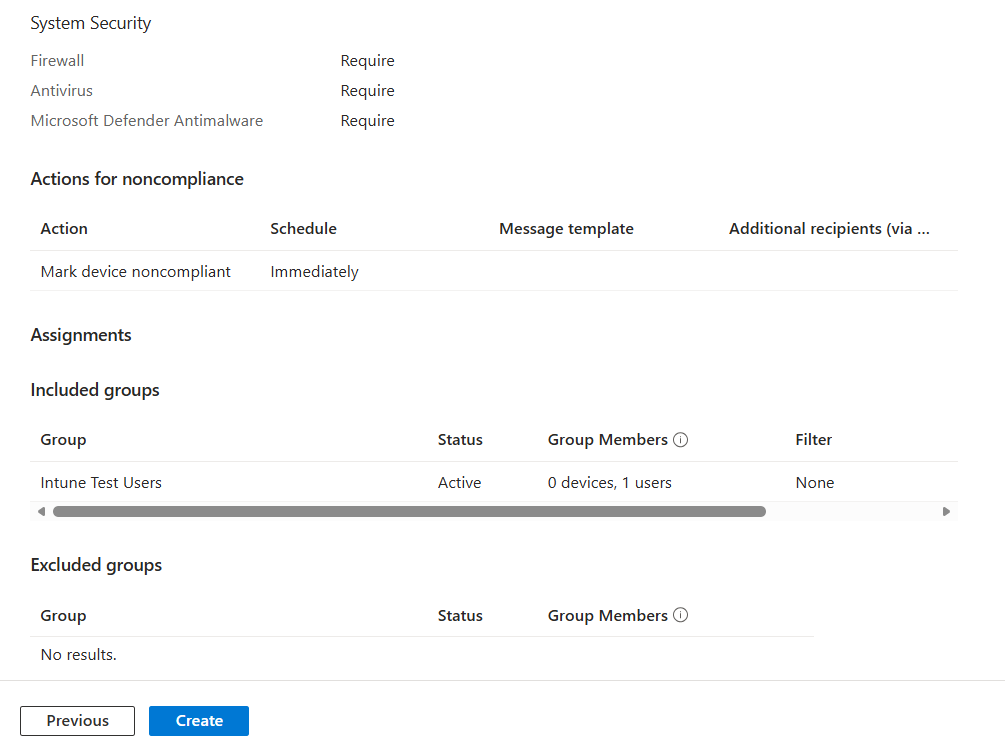 System Security
Firewall Require
Antivirus Require
Microsoft Defender Antimalware Require
Actions for noncompliance
Action Schedule Message template Additional recipients (via ...
Mark device noncompliant Immediately
Assignments
Included groups
Group Status Group Members Filter
Intune Test Users Active 0 devices, 1 users None
Excluded groups
Group Status Group Members
No results.
Previous Create